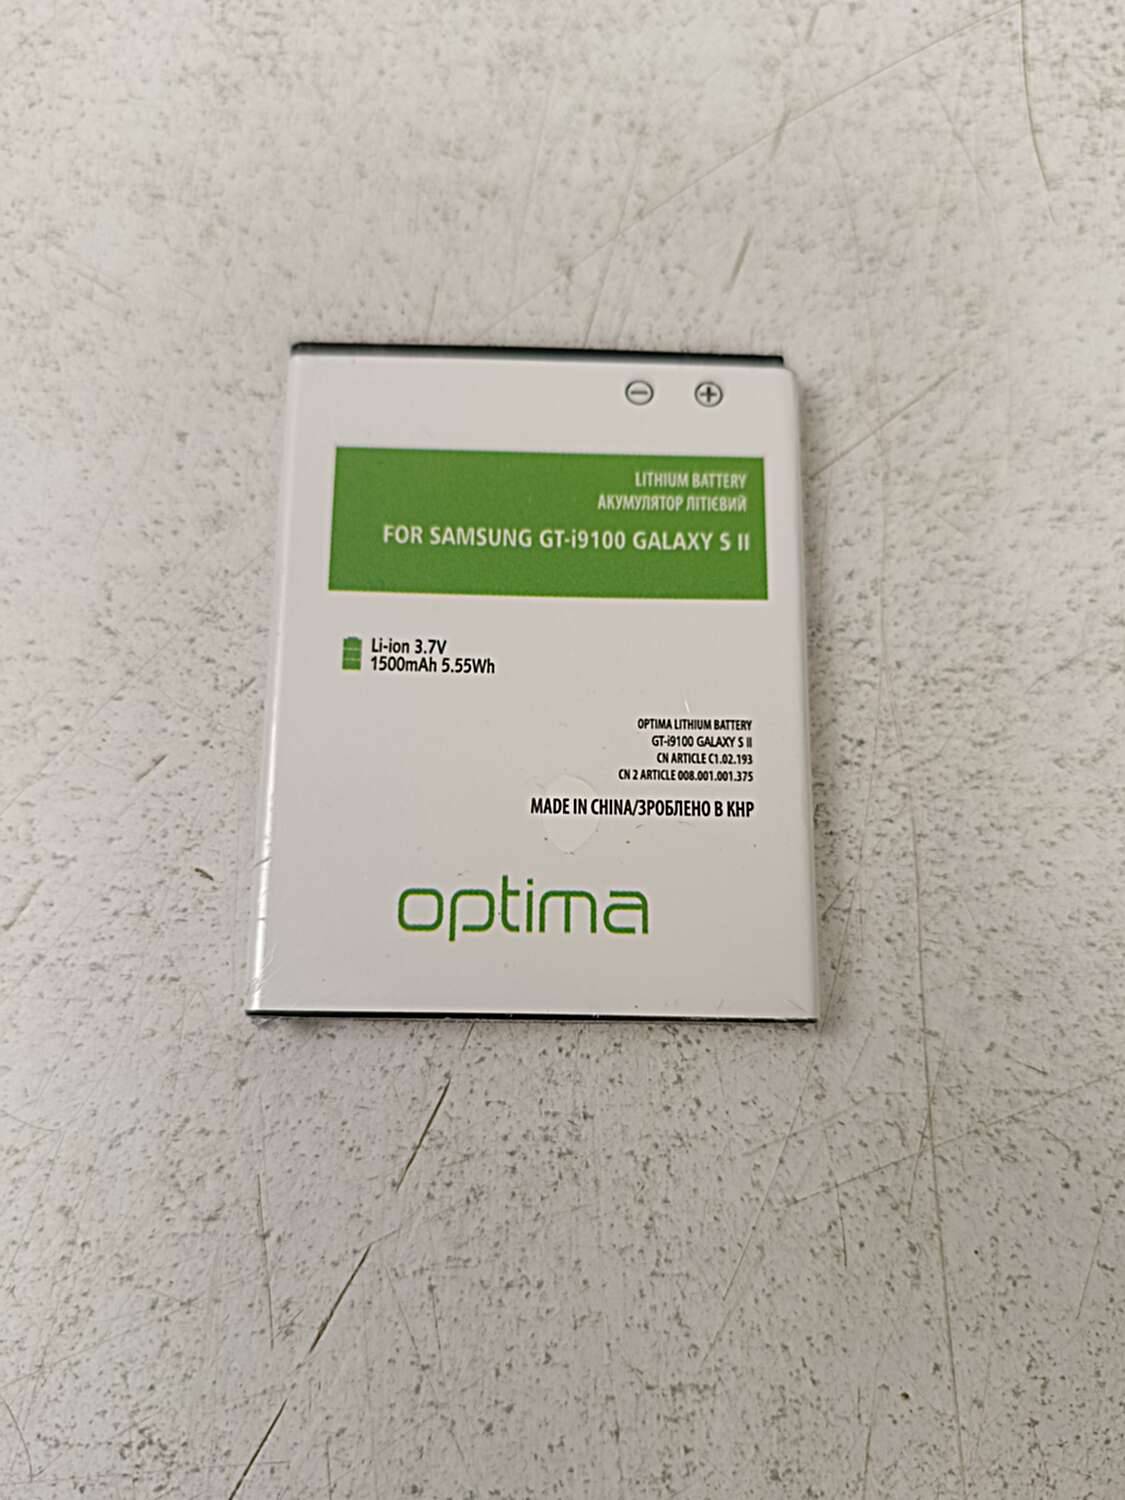 LITHIUM BATTERY
АКУМУЛЯТОР ЛІТІЄВИЙ
FOR SAMSUNG GT-i9100 GALAXY S II
Li-ion 3.7V
1500mAh 5.55Wh
OPTIMA LITHIUM BATTERY
GT-i9100 GALAXY S II
CN ARTICLE C1.02.193
CN 2 ARTICLE 008.001.001.375
MADE IN CHINA/ЗРОБЛЕНО В КНР
optima